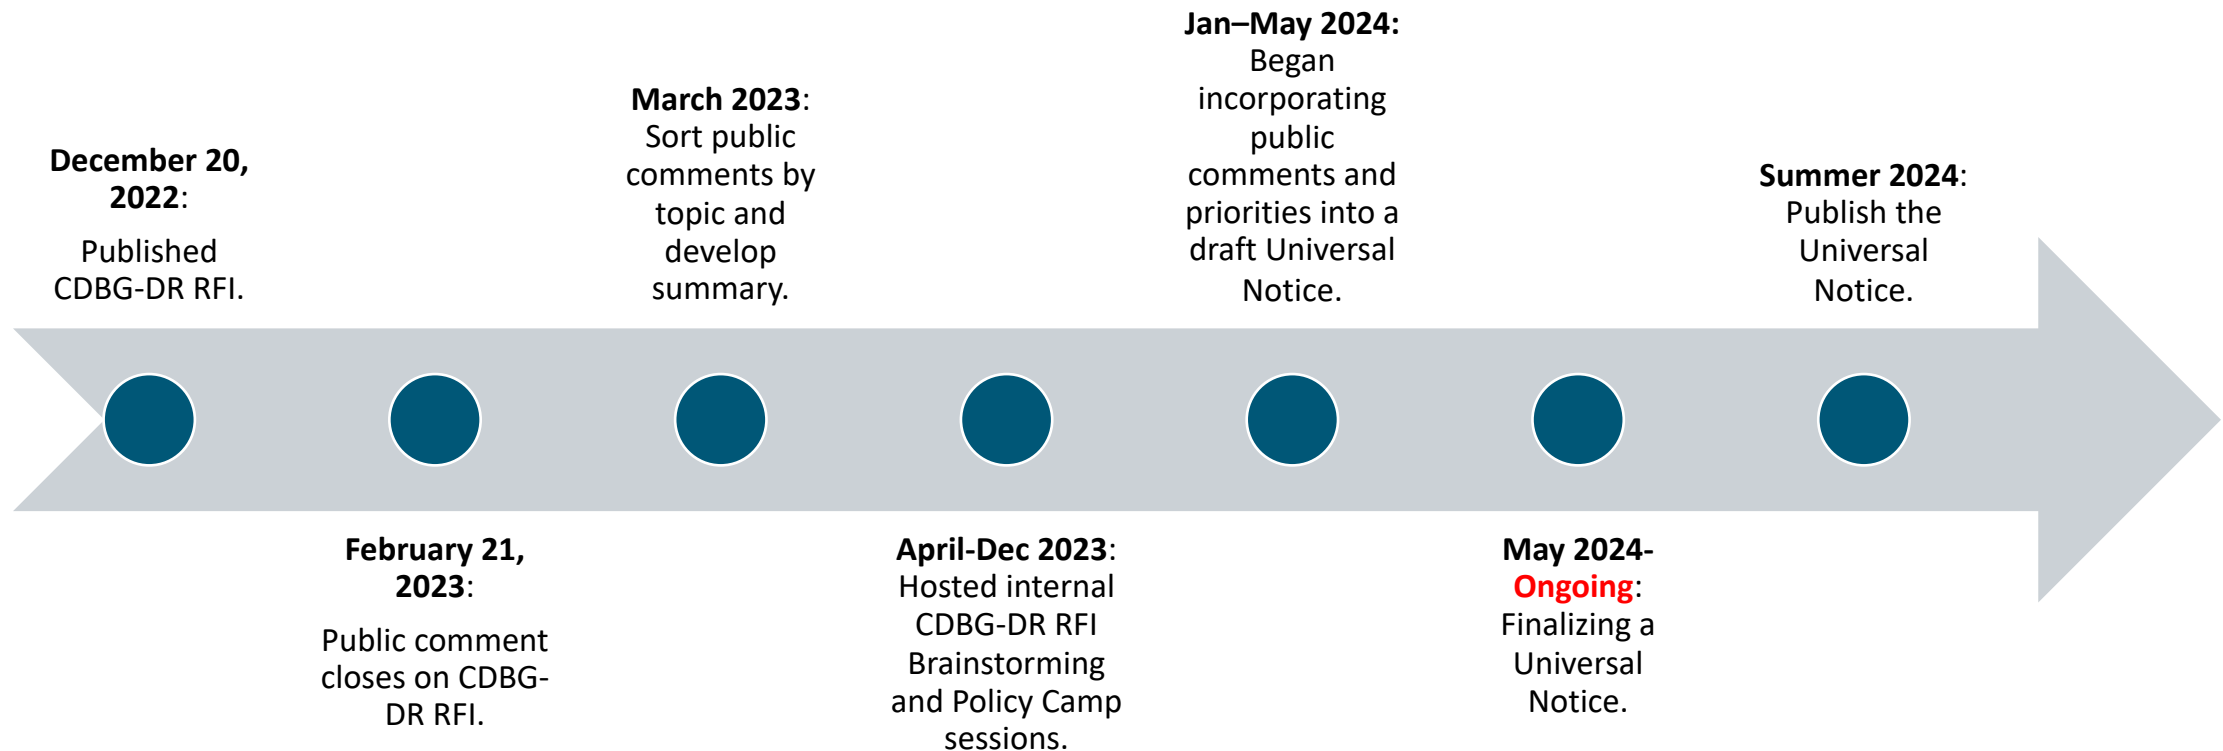 December 20,
2022:
Published
CDBG-DR RFI.
February 21,
2023:
Public comment
closes on CDBG-
DR RFI.
March 2023:
Sort public
comments by
topic and
develop
summary.
April-Dec 2023:
Hosted internal
CDBG-DR RFI
Brainstorming
and Policy Camp
sessions.
Jan–May 2024:
Began
incorporating
public
comments and
priorities into a
draft Universal
Notice.
May 2024-
Ongoing:
Finalizing a
Universal
Notice.
Summer 2024:
Publish the
Universal
Notice.